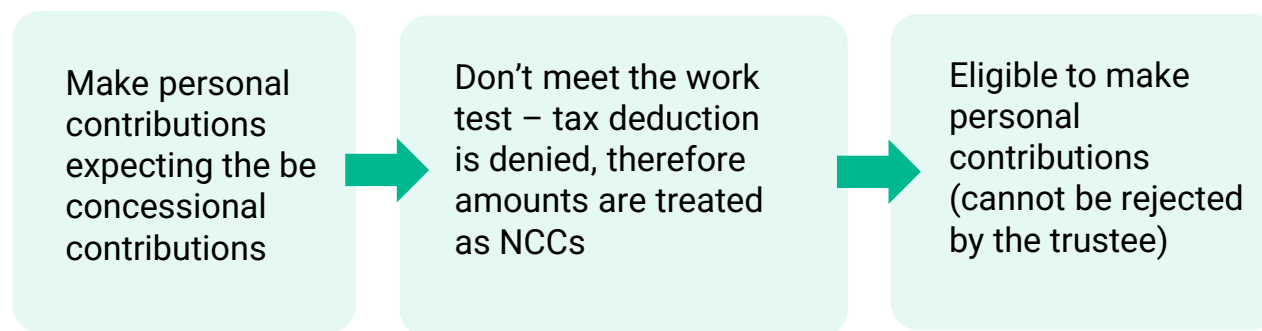 Make personal
contributions
expecting the be
concessional
contributions
Don’t meet the work
test – tax deduction
is denied, therefore
amounts are treated
as NCCs
Eligible to make
personal
contributions
(cannot be rejected
by the trustee)